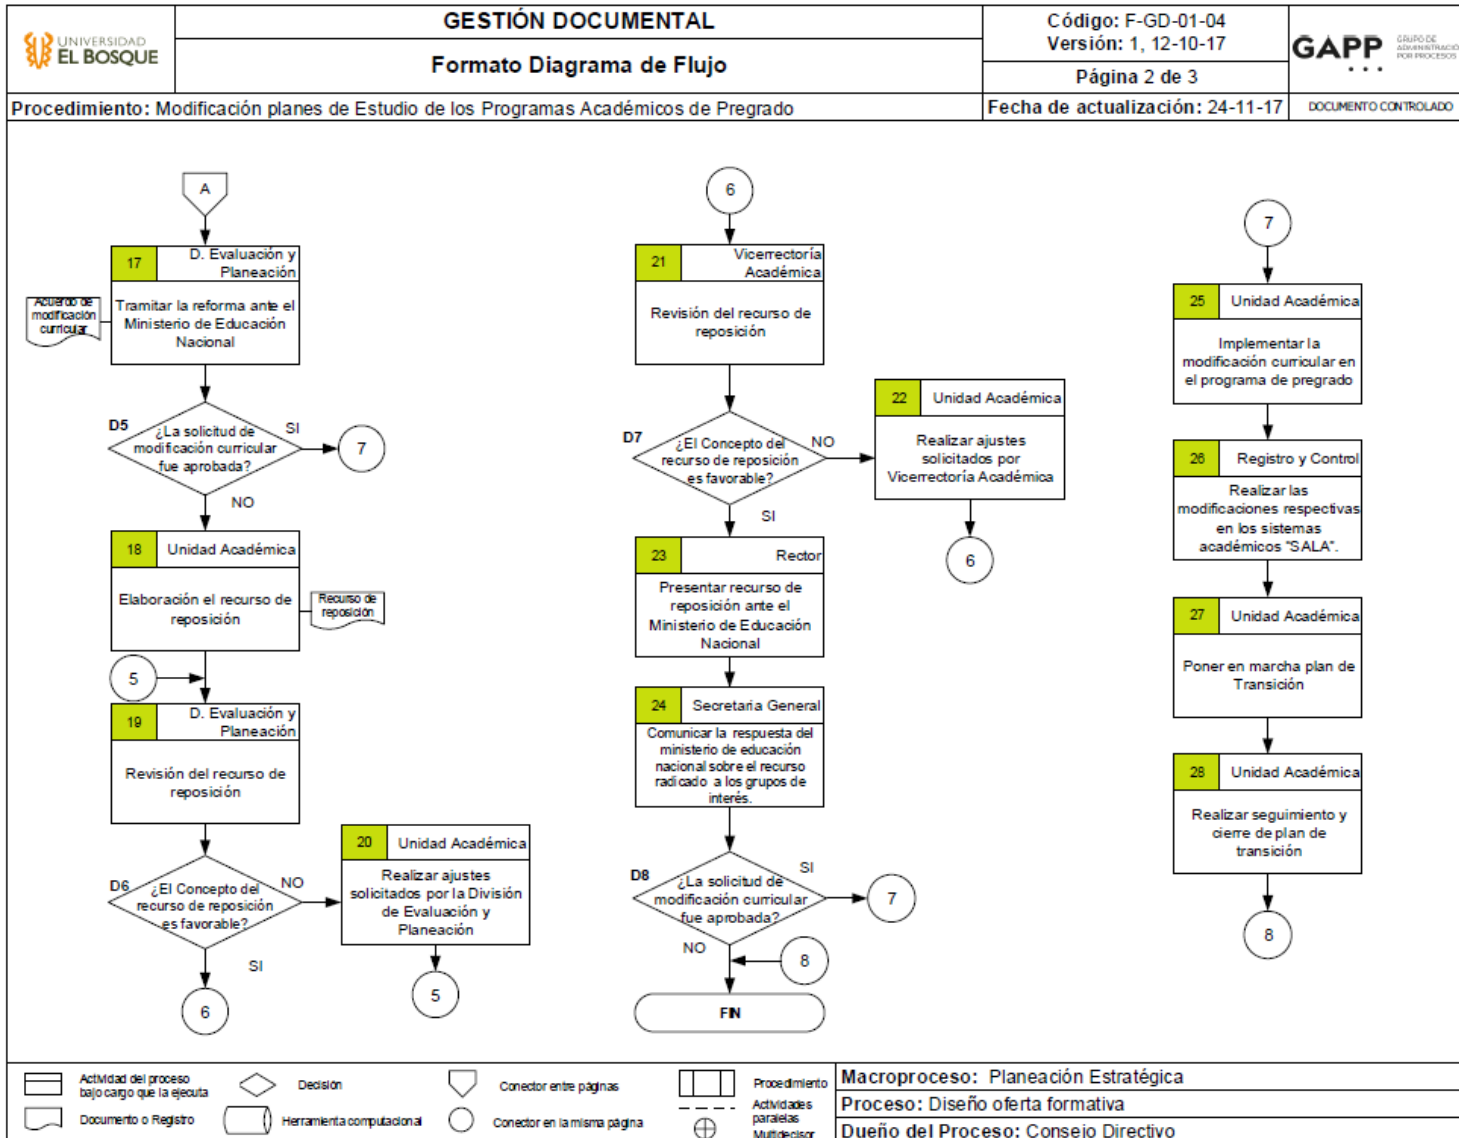 UNIVERSIDAD
EL BOSQUE
GESTIÓN DOCUMENTAL
Formato Diagrama de Flujo
Código: F-GD-01-04
Versión: 1, 12-10-17
Página 2 de 3
GAPP
GRUPO DE
ADMINISTRACIÓ
POR PROCESOS
Procedimiento: Modificación planes de Estudio de los Programas Académicos de Pregrado
Fecha de actualización: 24-11-17
DOCUMENTO CONTROLADO
A
17
D. Evaluación y
Planeación
Tramitar la reforma ante el
Ministerio de Educación
Nacional
Acuerdo de
modificación
curricular
D5
¿La solicitud de
modificación curricular
fue aprobada?
SI
7
NO
18
Unidad Académica
Elaboración el recurso de
reposición
Recurso de
reposición
5
19
D. Evaluación y
Planeación
Revisión del recurso de
reposición
D6
¿El Concepto del
recurso de reposición
es favorable?
NO
SI
6
20
Unidad Académica
Realizar ajustes
solicitados por la División
de Evaluación y
Planeación
5
6
21
Vicerrectoría
Académica
Revisión del recurso de
reposición
D7
¿El Concepto del
recurso de reposición
es favorable?
NO
SI
22
Unidad Académica
Realizar ajustes
solicitados por
Vicerrectoría Académica
6
23
Rector
Presentar recurso de
reposición ante el
Ministerio de Educación
Nacional
24
Secretaria General
Comunicar la respuesta del
ministerio de educación
nacional sobre el recurso
radicado a los grupos de
interés.
D8
¿La solicitud de
modificación curricular
fue aprobada?
SI
7
NO
8
FIN
7
25
Unidad Académica
Implementar la
modificación curricular en
el programa de pregrado
26
Registro y Control
Realizar las
modificaciones respectivas
en los sistemas
académicos "SALA".
27
Unidad Académica
Poner en marcha plan de
Transición
28
Unidad Académica
Realizar seguimiento y
cierre de plan de
transición
8
Actividad del proceso
bajo cargo que la ejecuta
Decisión
Conector entre páginas
Procedimiento
Documento o Registro
Herramienta computacional
Conector en la misma página
Actividades
paralelas
Multidecisor
Macroproceso: Planeación Estratégica
Proceso: Diseño oferta formativa
Dueño del Proceso: Consejo Directivo